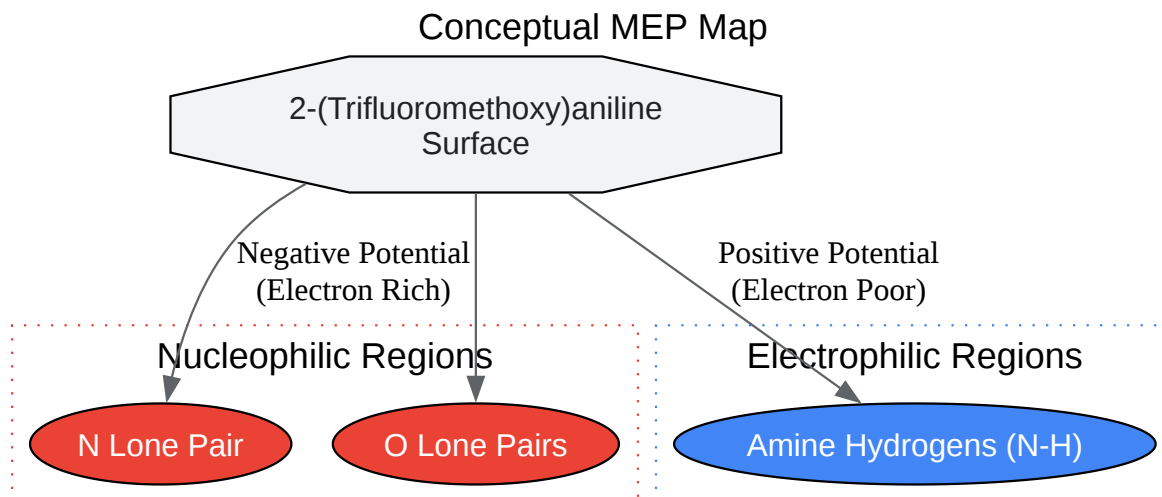 Conceptual MEP Map
2-(Trifluoromethoxy)aniline
Surface
Negative Potential
(Electron Rich)
Positive Potential
(Electron Poor)
Nucleophilic Regions
Electrophilic Regions
N Lone Pair
O Lone Pairs
Amine Hydrogens (N-H)